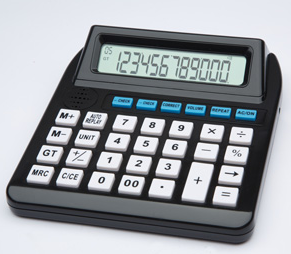 05
GT
123456789000
CHECK CHECK CORRECT VOLUME REPEAT AC/ON
M+ AUTO REPLAY 7 8 9 × ÷
M− UNIT 4 5 6 − %
GT +/− 1 2 3 + √
MRC C/CE 0 00 · =